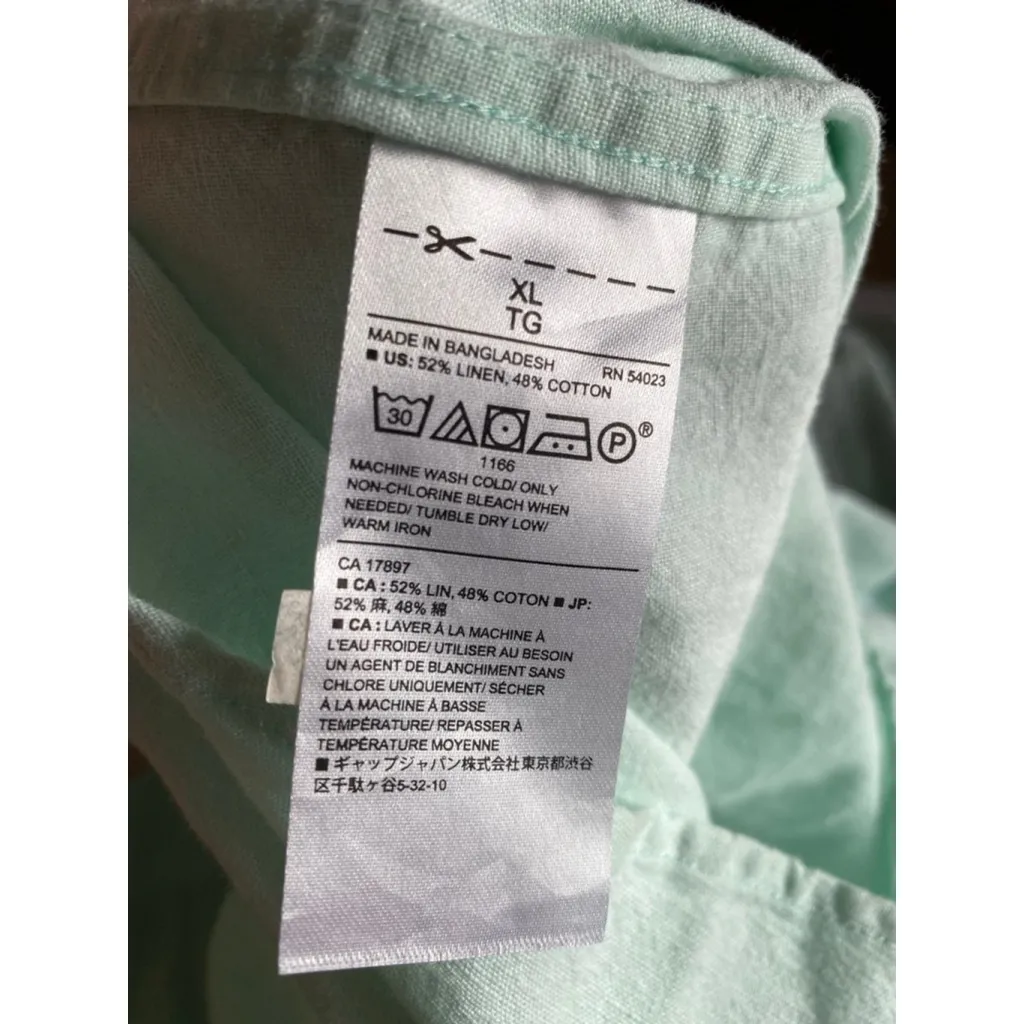 XL
TG
MADE IN BANGLADESH RN 54023
■ US: 52% LINEN, 48% COTTON
30 P ®
1166
MACHINE WASH COLD/ ONLY
NON-CHLORINE BLEACH WHEN
NEEDED/ TUMBLE DRY LOW/
WARM IRON
CA 17897
■ CA : 52% LIN, 48% COTON ■ JP:
52% 麻, 48% 綿
■ CA : LAVER À LA MACHINE À
L'EAU FROIDE/ UTILISER AU BESOIN
UN AGENT DE BLANCHIMENT SANS
CHLORE UNIQUEMENT/ SÉCHER
À LA MACHINE À BASSE
TEMPÉRATURE/ REPASSER À
TEMPÉRATURE MOYENNE
■ ギャップジャパン株式会社東京都渋谷
区千駄ヶ谷5-32-10